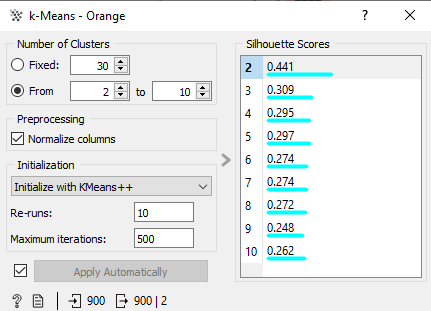 k-Means - Orange
Number of Clusters
Fixed: 30
From 2 to 10
Preprocessing
Normalize columns
Initialization
Initialize with KMeans++
Re-runs: 10
Maximum iterations: 500
Apply Automatically
? 900 900 | 2
Silhouette Scores
2 0.441
3 0.309
4 0.295
5 0.297
6 0.274
7 0.274
8 0.272
9 0.248
10 0.262